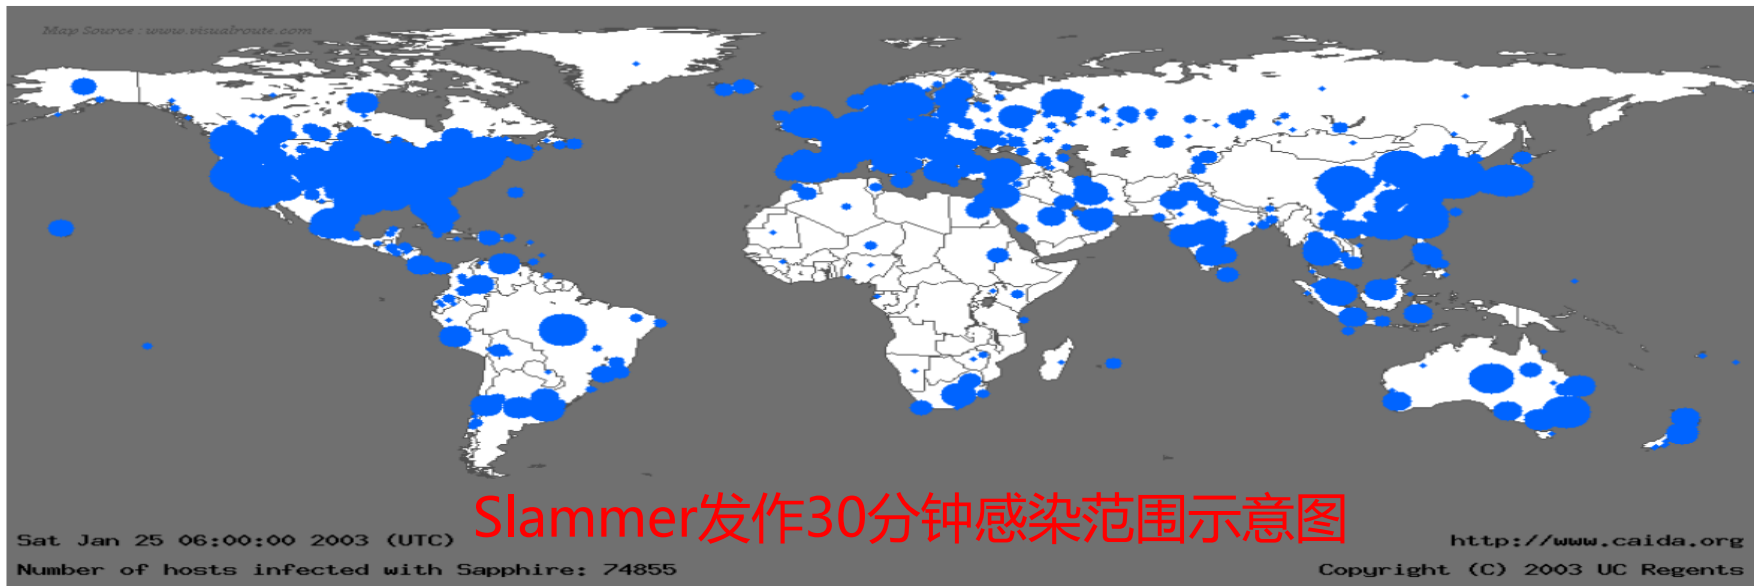 Map Source : www.visualroute.com
Slammer发作30分钟感染范围示意图
Sat Jan 25 06:00:00 2003 (UTC)
http://www.caida.org
Number of hosts infected with Sapphire: 74855
Copyright (C) 2003 UC Regents